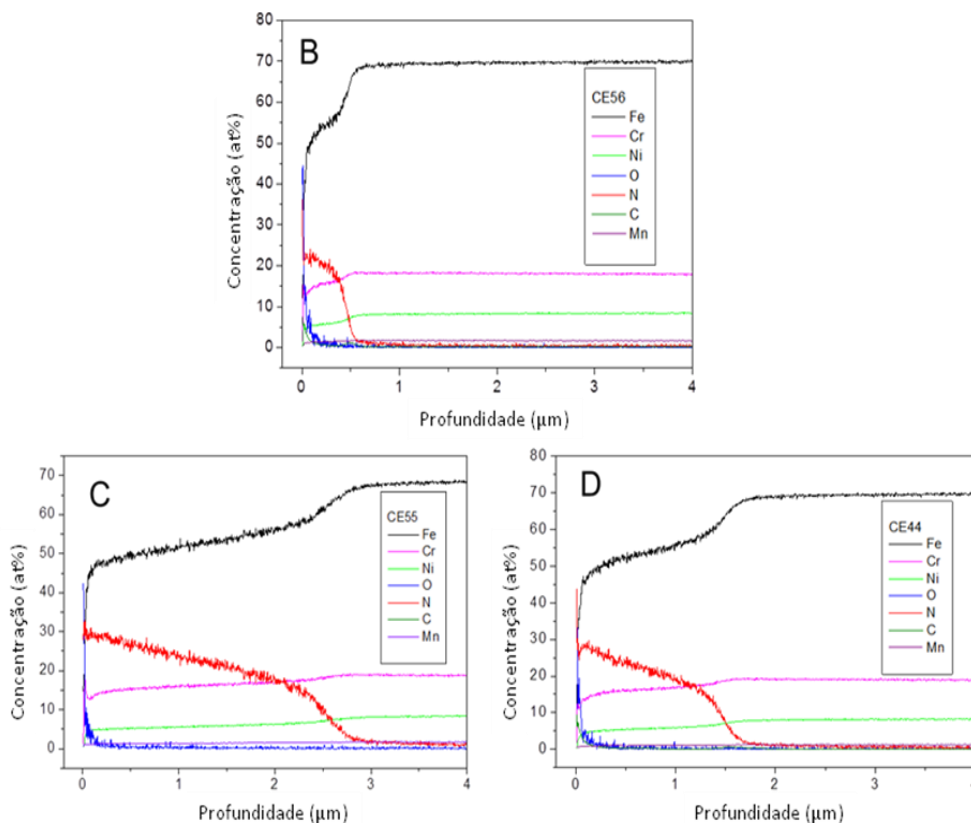 B
80
70
60
50
40
30
20
10
0
Concentração (at%)
CE56
Fe
Cr
Ni
O
N
C
Mn
0 1 2 3 4
Profundidade (µm)
C
70
60
50
40
30
20
10
0
Concentração (at%)
CE55
Fe
Cr
Ni
O
N
C
Mn
0 1 2 3 4
Profundidade (µm)
D
80
70
60
50
40
30
20
10
0
Concentração (at%)
CE44
Fe
Cr
Ni
O
N
C
Mn
0 1 2 3
Profundidade (µm)